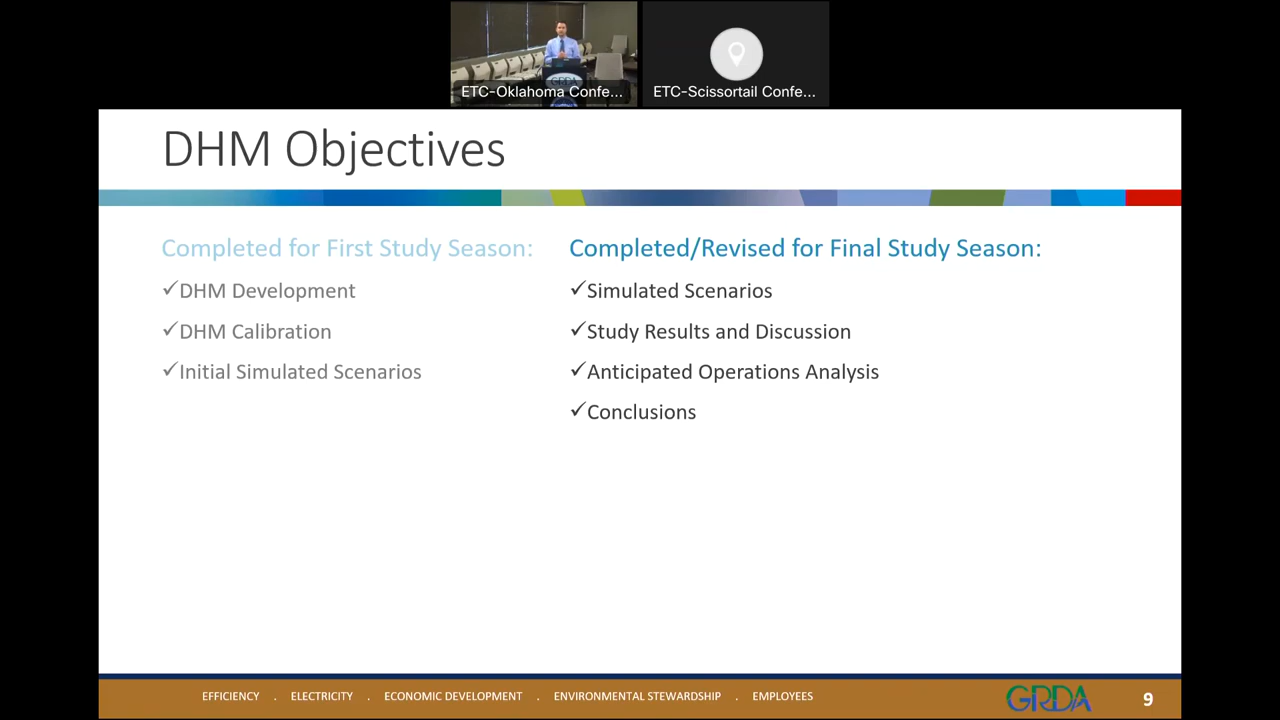 GRDA
ETC-Oklahoma Confe...
ETC-Scissortail Confe...
DHM Objectives
Completed for First Study Season:
✓DHM Development
✓DHM Calibration
✓Initial Simulated Scenarios
Completed/Revised for Final Study Season:
✓Simulated Scenarios
✓Study Results and Discussion
✓Anticipated Operations Analysis
✓Conclusions
EFFICIENCY . ELECTRICITY . ECONOMIC DEVELOPMENT . ENVIRONMENTAL STEWARDSHIP . EMPLOYEES
GRDA
9